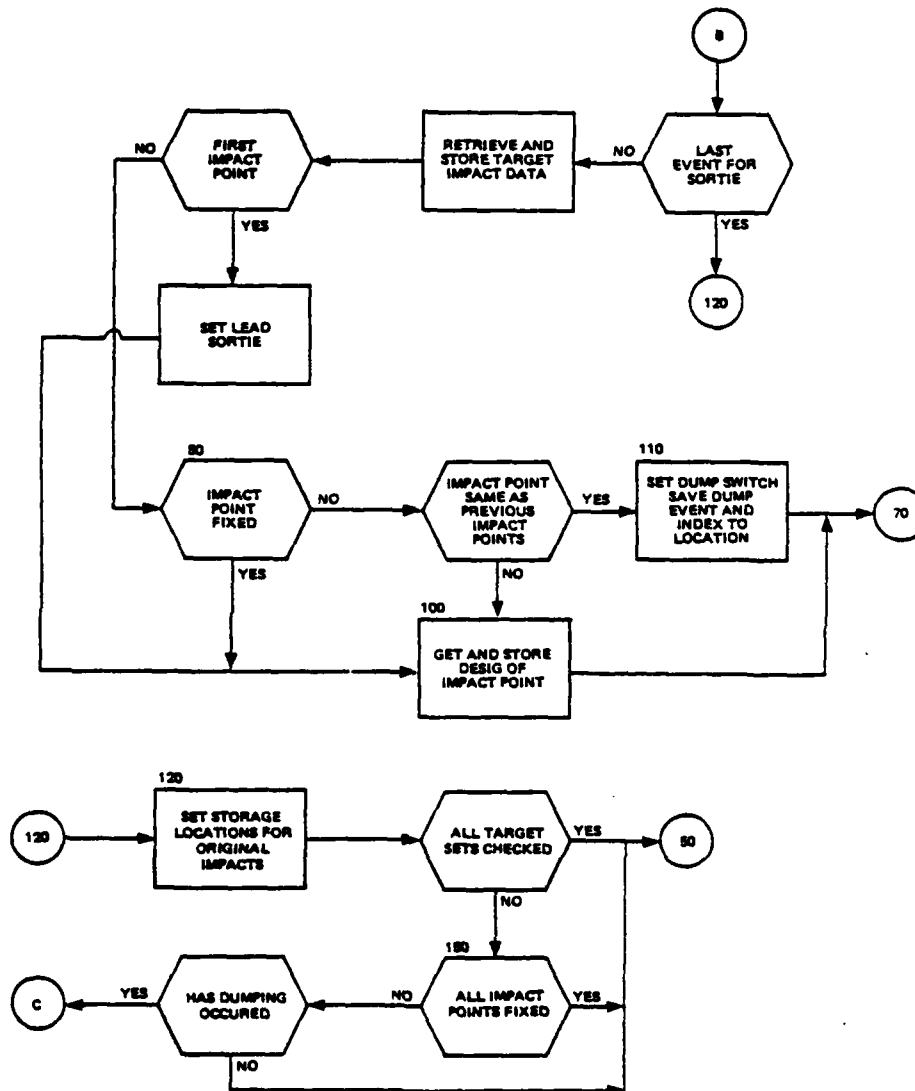 B
FIRST
IMPACT
POINT
NO
YES
RETRIEVE AND
STORE TARGET
IMPACT DATA
NO
LAST
EVENT FOR
SORTIE
YES
120
SET LEAD
SORTIE
IMPACT
POINT
FIXED
NO
YES
IMPACT POINT
SAME AS
PREVIOUS
IMPACT
POINTS
YES
NO
110
SET DUMP SWITCH
SAVE DUMP
EVENT AND
INDEX TO
LOCATION
70
100
GET AND STORE
DESIG OF
IMPACT POINT
120
120
SET STORAGE
LOCATIONS FOR
ORIGINAL
IMPACTS
ALL TARGET
SETS CHECKED
YES
NO
C
YES
HAS DUMPING
OCCURED
NO
NO
ALL IMPACT
POINTS FIXED
YES